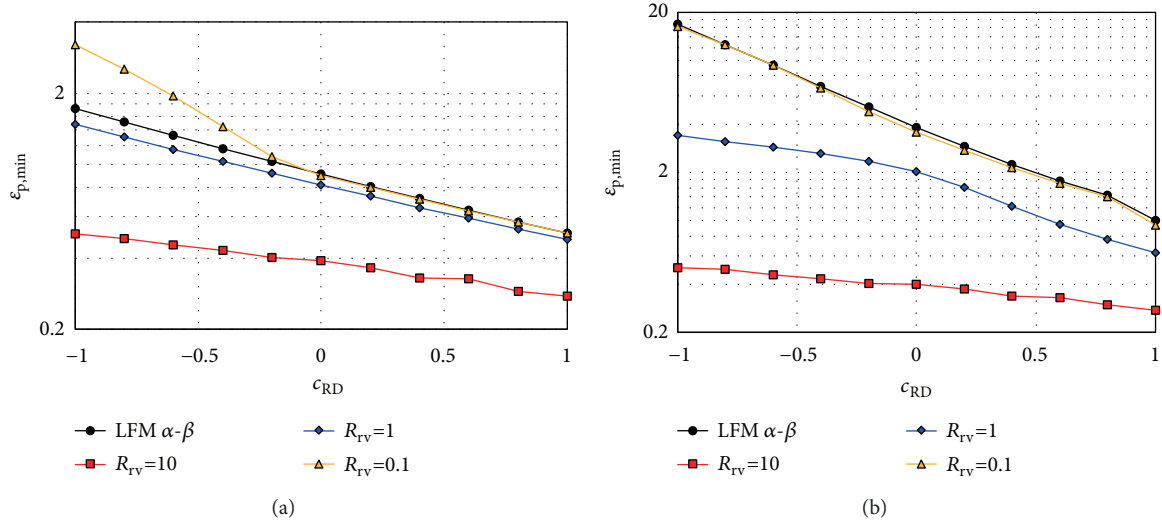 2
0.2
−1
−0.5
0
0.5
1
ε_p,min
c_RD
LFM α-β
R_rv=1
R_rv=10
R_rv=0.1
(a)
20
2
0.2
−1
−0.5
0
0.5
1
ε_p,min
c_RD
LFM α-β
R_rv=1
R_rv=10
R_rv=0.1
(b)